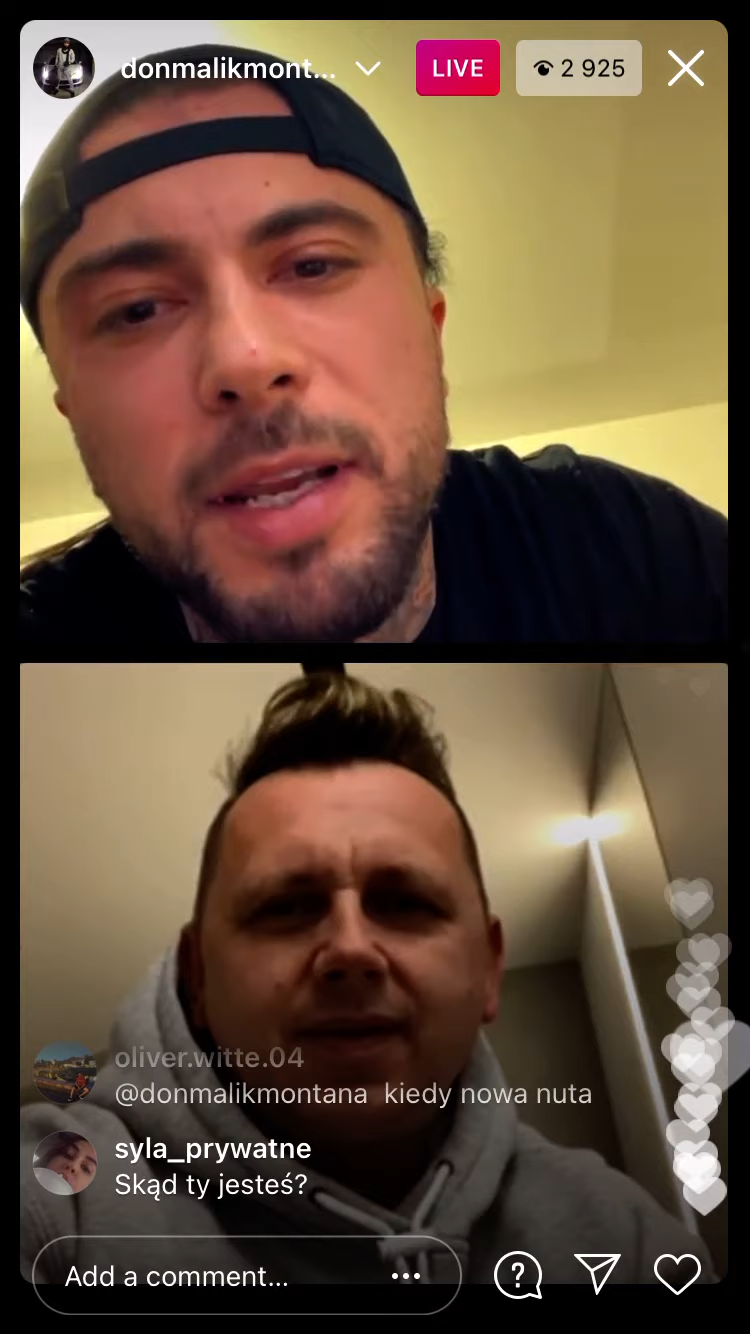 donmalikmont...
LIVE
2 925
oliver.witte.04
@donmalikmontana kiedy nowa nuta
syla_prywatne
Skąd ty jesteś?
Add a comment...